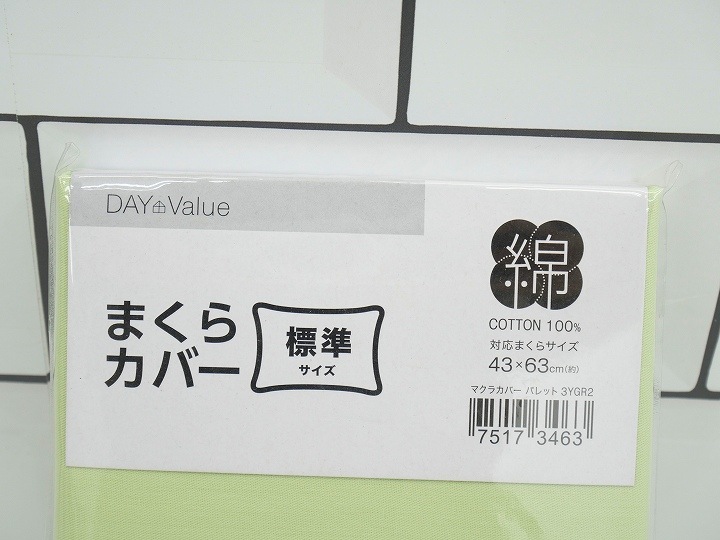 DAY Value
まくら
カバー
標準
サイズ
綿
COTTON 100%
対応まくらサイズ
43×63cm(約)
マクラカバー パレット 3YGR2
7517 3463